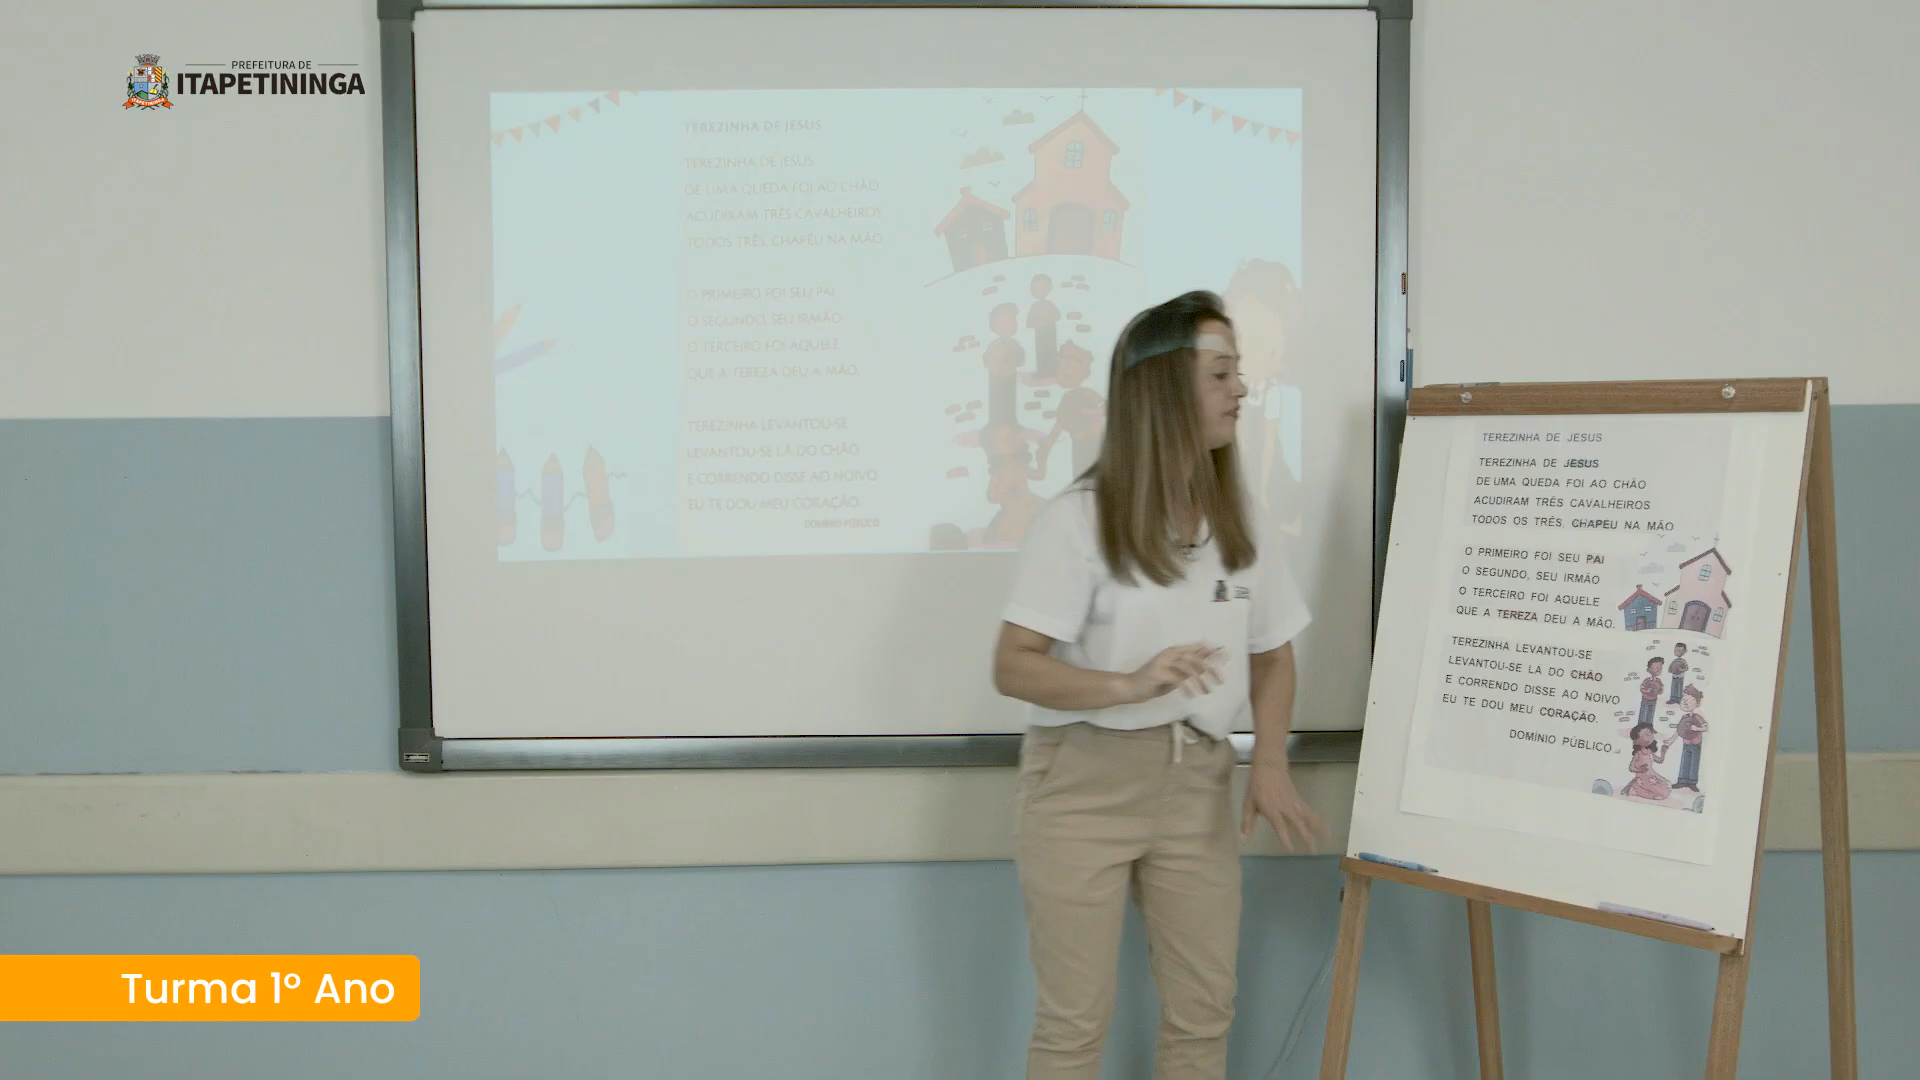 PREFEITURA DE
ITAPETININGA
TEREZINHA DE JESUS
TEREZINHA DE JESUS
DE UMA QUEDA FOI AO CHÃO
ACUDIRAM TRÊS CAVALHEIROS
TODOS TRÊS, CHAPÉU NA MÃO
O PRIMEIRO FOI SEU PAI
O SEGUNDO, SEU IRMÃO
O TERCEIRO FOI AQUELE
QUE A TEREZA DEU A MÃO.
TEREZINHA LEVANTOU-SE
LEVANTOU-SE LÁ DO CHÃO
E CORRENDO DISSE AO NOIVO
EU TE DOU MEU CORAÇÃO.
DOMÍNIO PÚBLICO
TEREZINHA DE JESUS
TEREZINHA DE JESUS
DE UMA QUEDA FOI AO CHÃO
ACUDIRAM TRÊS CAVALHEIROS
TODOS OS TRÊS, CHAPÉU NA MÃO
O PRIMEIRO FOI SEU PAI
O SEGUNDO, SEU IRMÃO
O TERCEIRO FOI AQUELE
QUE A TEREZA DEU A MÃO.
TEREZINHA LEVANTOU-SE
LEVANTOU-SE LÁ DO CHÃO
E CORRENDO DISSE AO NOIVO
EU TE DOU MEU CORAÇÃO.
DOMÍNIO PÚBLICO
Turma 1º Ano